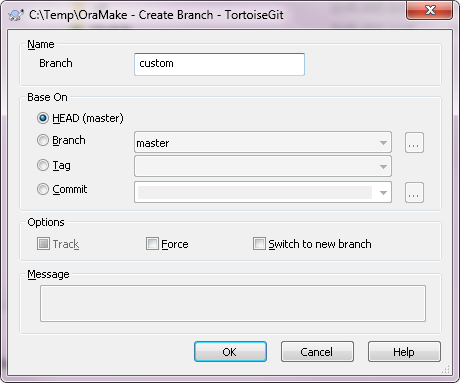 C:\Temp\OraMake - Create Branch - TortoiseGit
Name
Branch custom
Base On
HEAD (master)
Branch master ...
Tag
Commit ...
Options
Track Force Switch to new branch
Message
OK Cancel Help